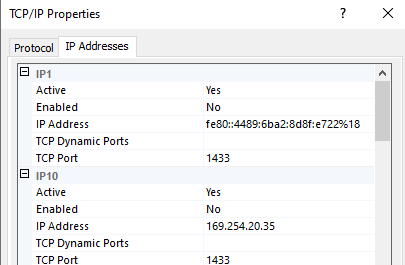 TCP/IP Properties ? ×
Protocol IP Addresses
IP1
Active Yes
Enabled No
IP Address fe80::4489:6ba2:8d8f:e722%18
TCP Dynamic Ports
TCP Port 1433
IP10
Active Yes
Enabled No
IP Address 169.254.20.35
TCP Dynamic Ports
TCP Port 1433